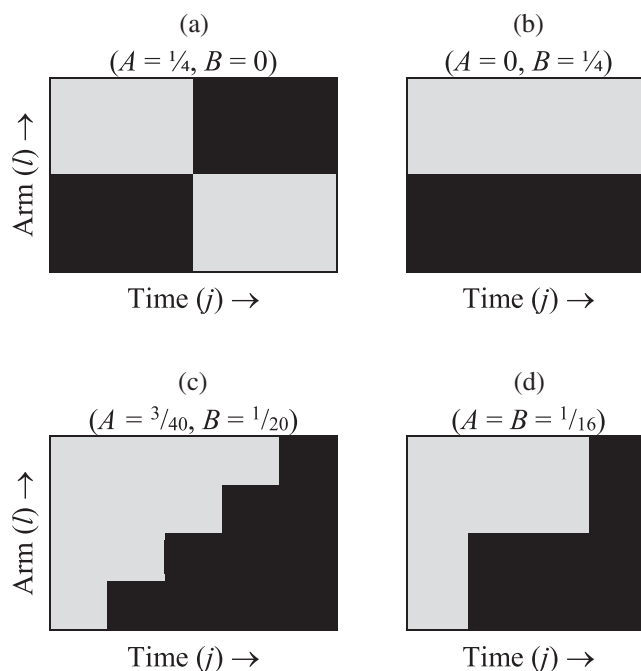 (a)
(A = ¼, B = 0)
Arm (l) →
Time (j) →
(b)
(A = 0, B = ¼)
Time (j) →
(c)
(A = ³/₄₀, B = ¹/₂₀)
Arm (l) →
Time (j) →
(d)
(A = B = ¹/₁₆)
Time (j) →